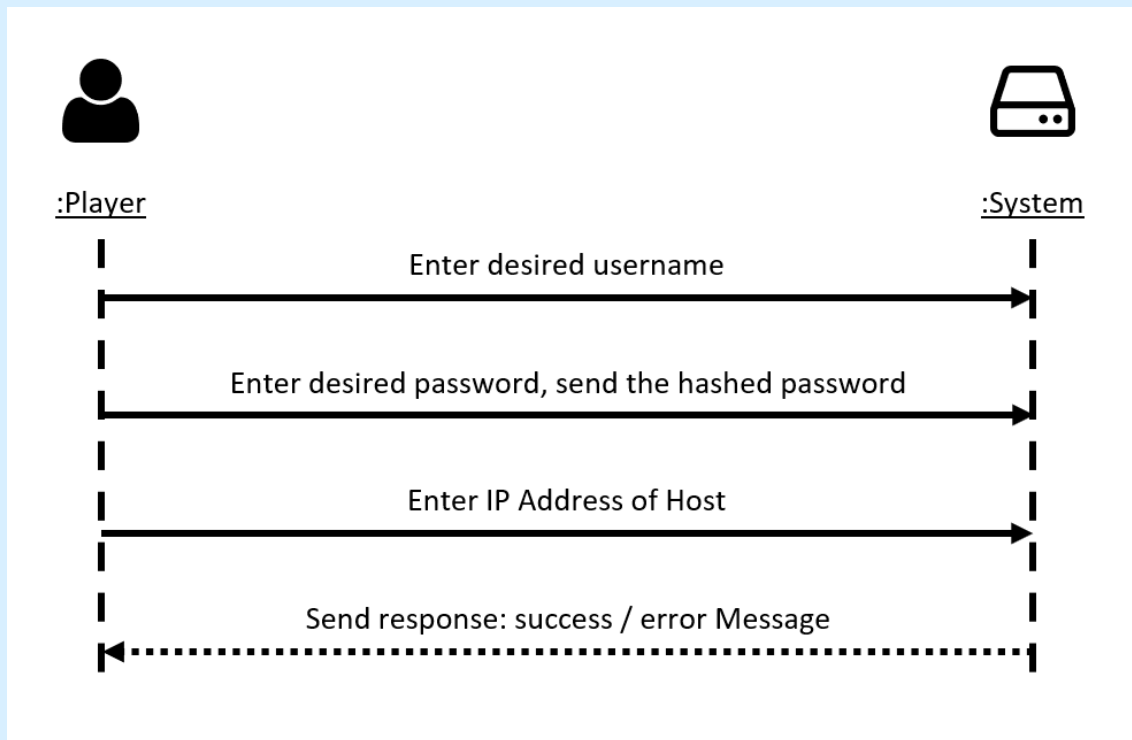 :Player
:System
Enter desired username
Enter desired password, send the hashed password
Enter IP Address of Host
Send response: success / error Message